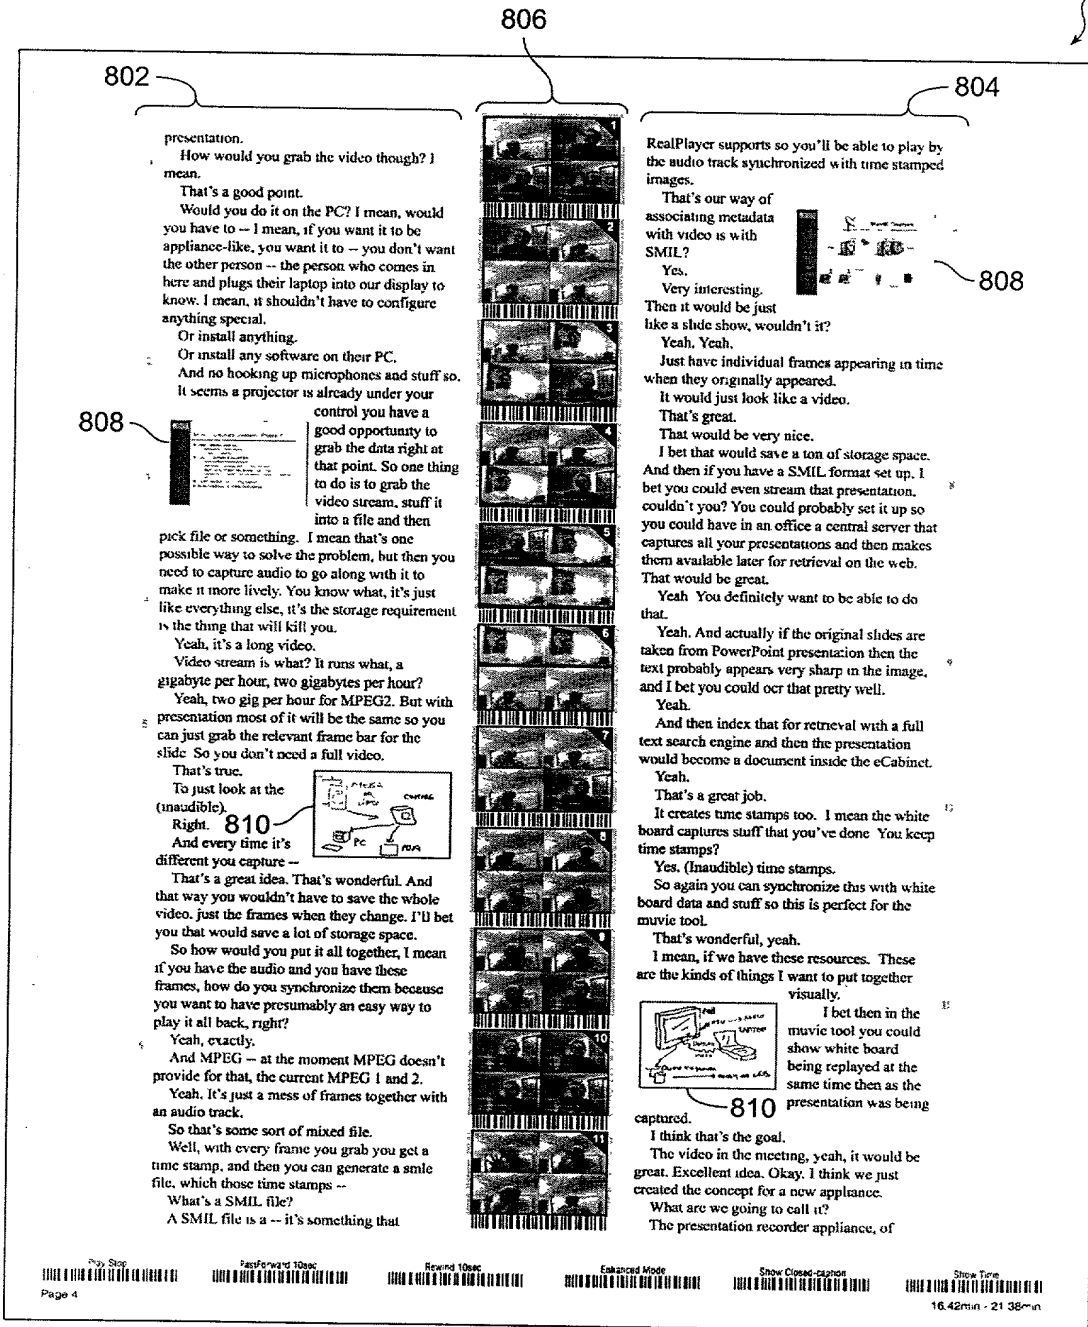 806
802
804
presentation.
How would you grab the video though? I
mean.
That's a good point.
Would you do it on the PC? I mean, would
you have to -- I mean, if you want it to be
appliance-like, you want it to -- you don't want
the other person -- the person who comes in
here and plugs their laptop into our display to
know. I mean, it shouldn't have to configure
anything special.
Or install anything.
Or install any software on their PC.
And no hooking up microphones and stuff so.
It seems a projector is already under your
control you have a
808
good opportunity to
grab the data right at
that point. So one thing
to do is to grab the
video stream, stuff it
into a file and then
pick file or something. I mean that's one
possible way to solve the problem, but then you
need to capture audio to go along with it to
make it more lively. You know what, it's just
like everything else, it's the storage requirement
is the thing that will kill you.
Yeah, it's a long video.
Video stream is what? It runs what, a
gigabyte per hour, two gigabytes per hour?
Yeah, two gig per hour for MPEG2. But with
presentation most of it will be the same so you
can just grab the relevant frame bar for the
slide So you don't need a full video.
That's true.
To just look at the
(inaudible).
Right.
810
PC
PDA
And every time it's
different you capture --
That's a great idea. That's wonderful. And
that way you wouldn't have to save the whole
video, just the frames when they change. I'll bet
you that would save a lot of storage space.
So how would you put it all together, I mean
if you have the audio and you have these
frames, how do you synchronize them because
you want to have presumably an easy way to
play it all back, right?
Yeah, exactly.
And MPEG -- at the moment MPEG doesn't
provide for that, the current MPEG 1 and 2.
Yeah. It's just a mess of frames together with
an audio track.
So that's some sort of mixed file.
Well, with every frame you grab you get a
time stamp, and then you can generate a smle
file, which those time stamps --
What's a SMIL file?
A SMIL file is a -- it's something that
1
2
3
4
5
6
7
8
9
10
11
RealPlayer supports so you'll be able to play by
the audio track synchronized with time stamped
images.
That's our way of
associating metadata
with video is with
SMIL?
808
Yes.
Very interesting.
Then it would be just
like a slide show, wouldn't it?
Yeah, Yeah.
Just have individual frames appearing in time
when they originally appeared.
It would just look like a video.
That's great.
That would be very nice.
I bet that would save a ton of storage space.
And then if you have a SMIL format set up, I
bet you could even stream that presentation,
couldn't you? You could probably set it up so
you could have in an office a central server that
captures all your presentations and then makes
them available later for retrieval on the web.
That would be great.
Yeah You definitely want to be able to do
that.
Yeah. And actually if the original slides are
taken from PowerPoint presentation then the
text probably appears very sharp in the image,
and I bet you could ocr that pretty well.
Yeah.
And then index that for retrieval with a full
text search engine and then the presentation
would become a document inside the eCabinet.
Yeah.
That's a great job.
It creates time stamps too. I mean the white
board captures stuff that you've done You keep
time stamps?
Yes. (Inaudible) time stamps.
So again you can synchronize this with white
board data and stuff so this is perfect for the
muvie tool.
That's wonderful, yeah.
I mean, if we have these resources. These
are the kinds of things I want to put together
visually.
I bet then in the
muvic tool you could
show white board
being replayed at the
same time then as the
810
presentation was being
captured.
I think that's the goal.
The video in the meeting, yeah, it would be
great. Excellent idea. Okay. I think we just
created the concept for a new appliance.
What are we going to call it?
The presentation recorder appliance, of
Play Stop
FastForward 10sec
Rewind 10sec
Enhanced Mode
Show Closed-caption
Show Time
Page 4
16.42min - 21 38min